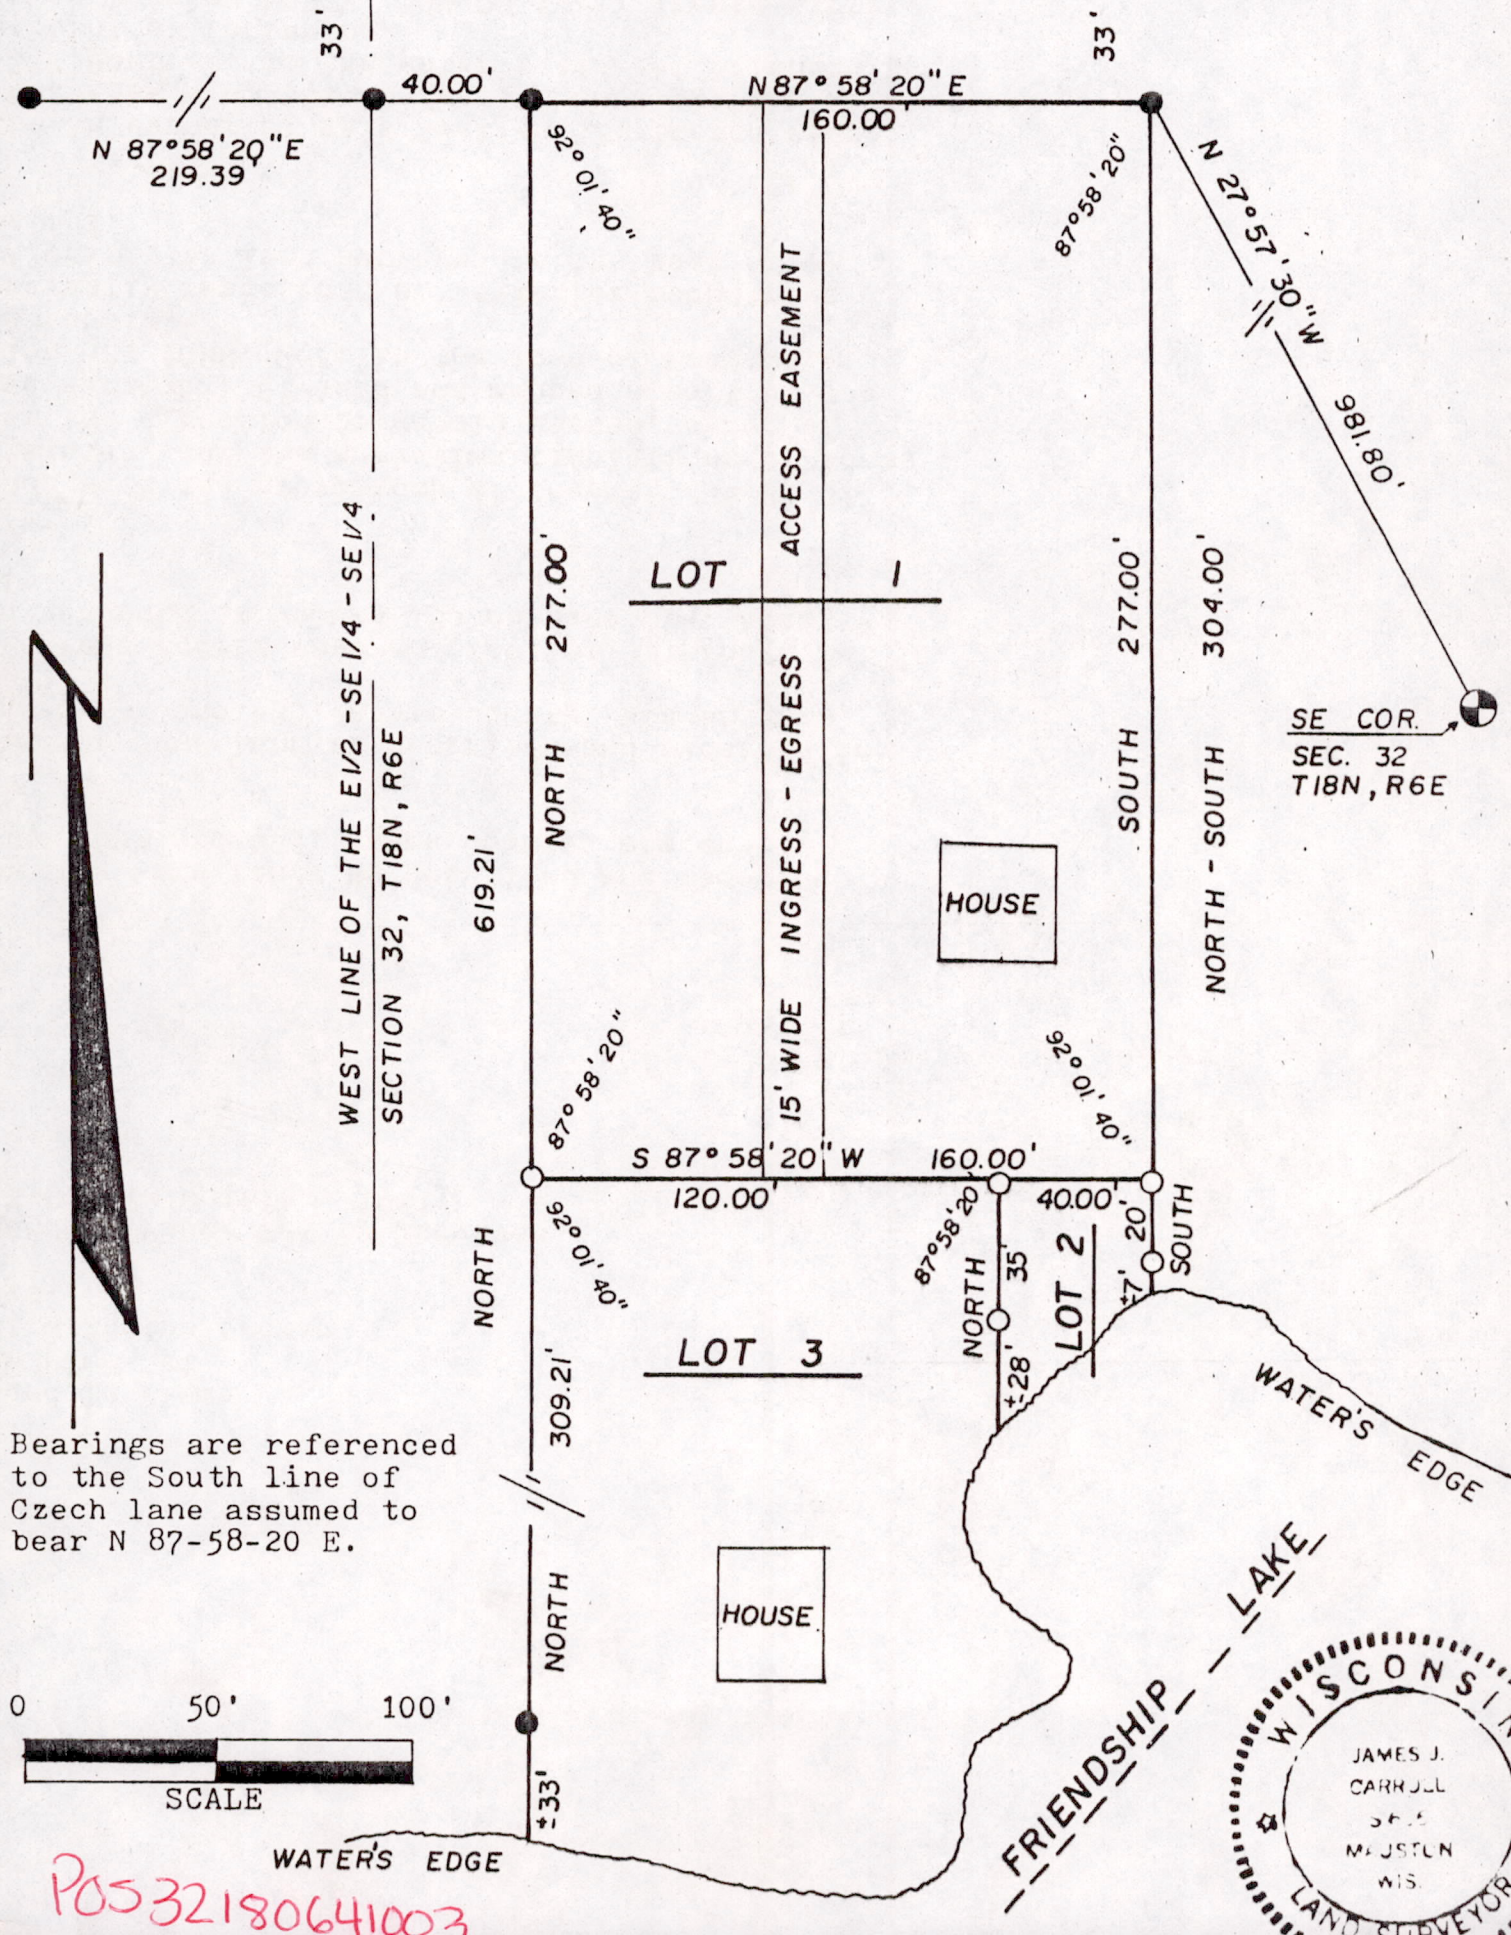 33'
33'
40.00'
N 87° 58' 20" E
160.00'
N 87°58'20"E
219.39'
92° 01' 40"
87°58'20"
N 27° 57' 30" W
981.80'
SE COR.
SEC. 32
T18N, R6E
WEST LINE OF THE E1/2 - SE1/4 - SE1/4
SECTION 32, T18N, R6E
619.21'
NORTH
277.00'
NORTH
LOT 1
15' WIDE INGRESS - EGRESS ACCESS EASEMENT
277.00'
SOUTH
304.00'
NORTH - SOUTH
HOUSE
87° 58' 20"
92° 01' 40"
S 87° 58' 20" W
160.00'
120.00'
40.00'
92° 01' 40"
87°58'20
NORTH
35'
±28'
LOT 2
20'
SOUTH
±7'
LOT 3
309.21'
NORTH
HOUSE
±33'
WATER'S EDGE
WATER'S EDGE
FRIENDSHIP LAKE
Bearings are referenced
to the South line of
Czech lane assumed to
bear N 87-58-20 E.
0 50' 100'
SCALE
POS32180641003
WISCONSIN
JAMES J.
CARROLL
MAUSTON
WIS.
LAND SURVEYOR